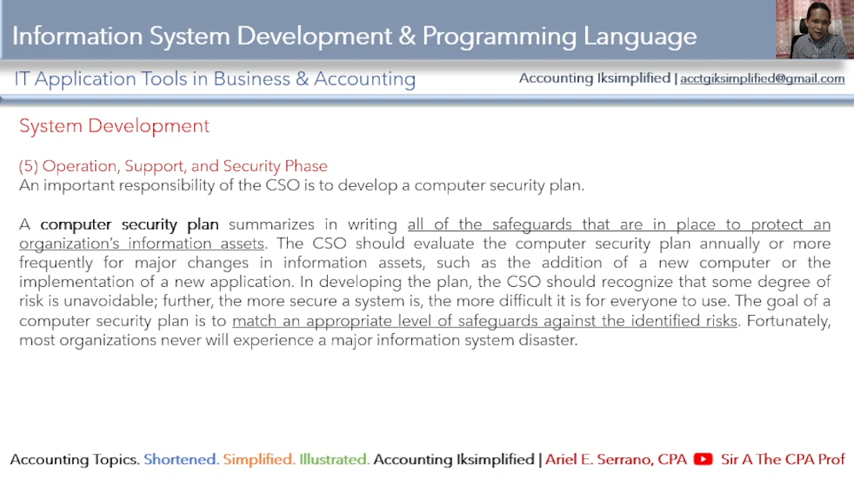 Information System Development & Programming Language
IT Application Tools in Business & Accounting
Accounting Iksimplified | acctgiksimplified@gmail.com
System Development
(5) Operation, Support, and Security Phase
An important responsibility of the CSO is to develop a computer security plan.
A computer security plan summarizes in writing all of the safeguards that are in place to protect an
organization's information assets. The CSO should evaluate the computer security plan annually or more
frequently for major changes in information assets, such as the addition of a new computer or the
implementation of a new application. In developing the plan, the CSO should recognize that some degree of
risk is unavoidable; further, the more secure a system is, the more difficult it is for everyone to use. The goal of a
computer security plan is to match an appropriate level of safeguards against the identified risks. Fortunately,
most organizations never will experience a major information system disaster.
Accounting Topics. Shortened. Simplified. Illustrated. Accounting Iksimplified | Ariel E. Serrano, CPA Sir A The CPA Prof